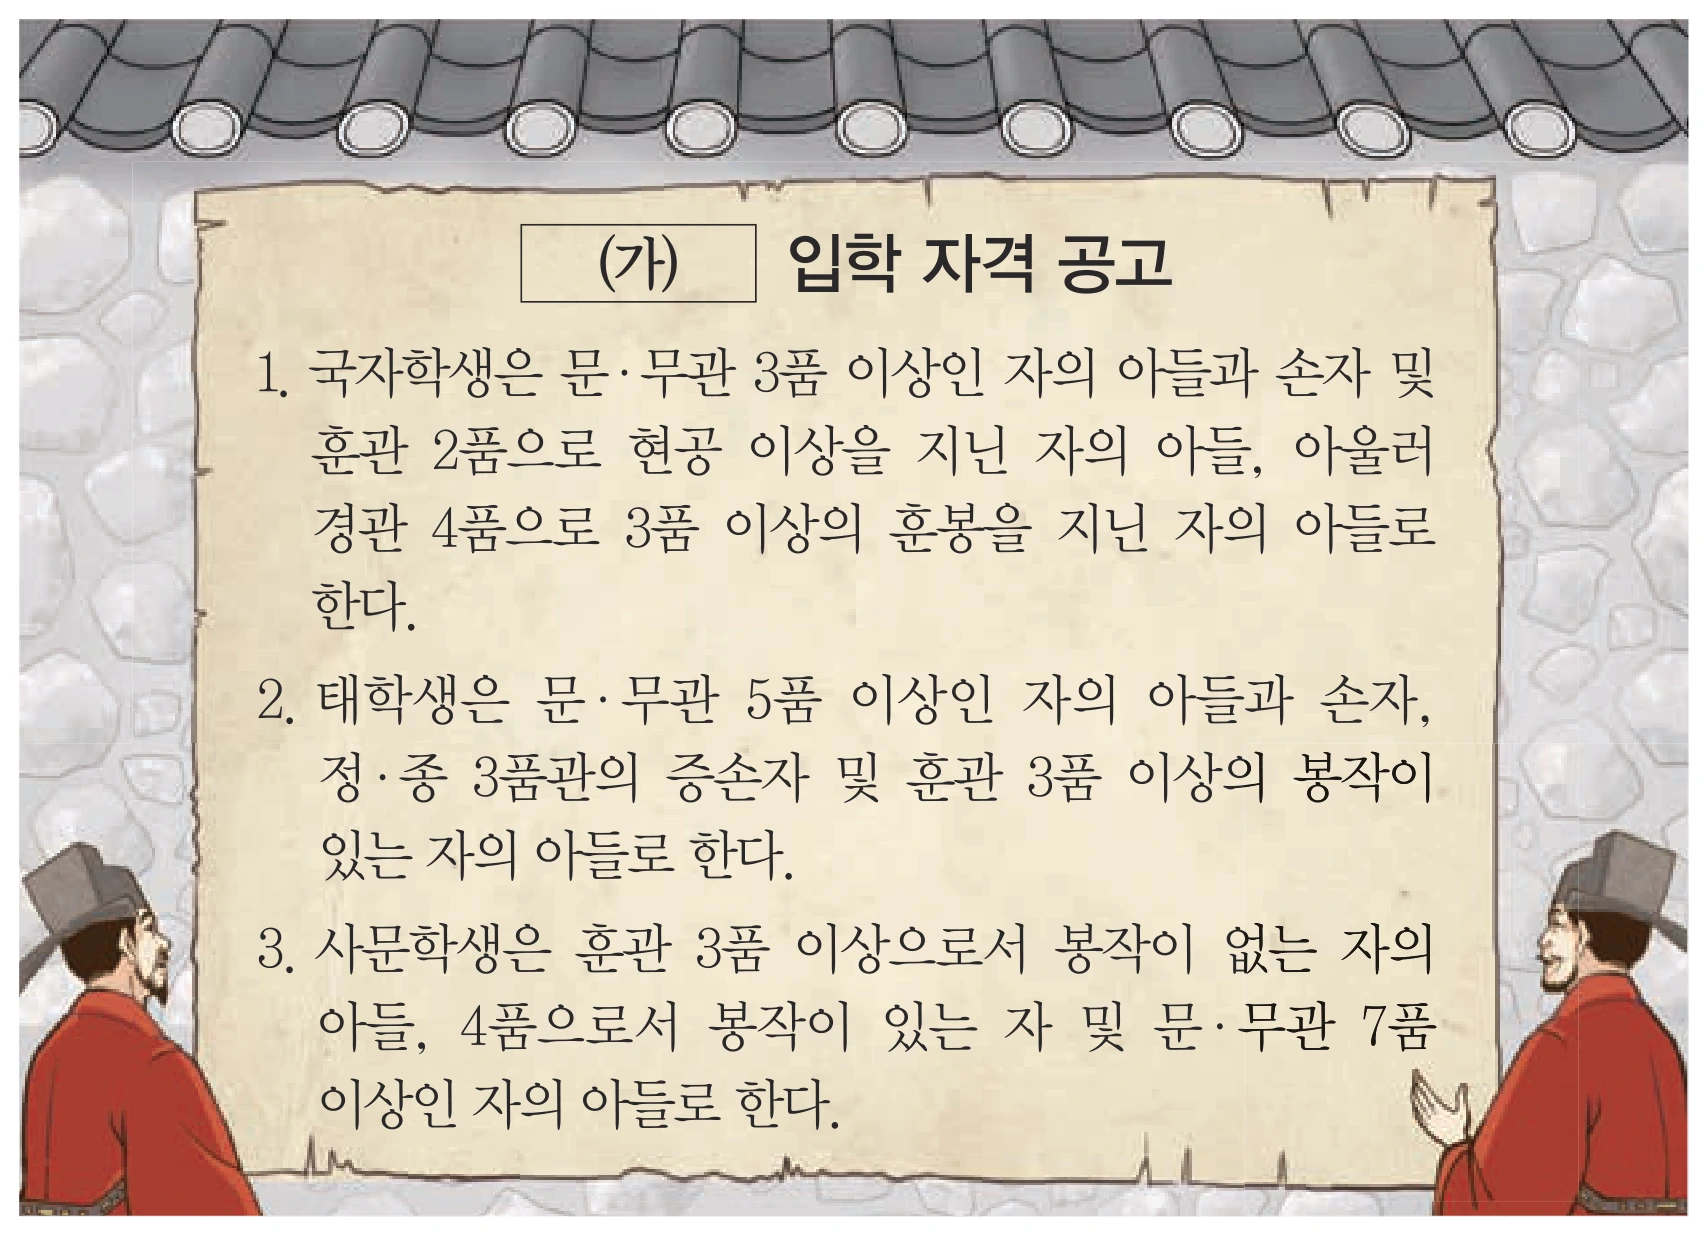 (가) 입학 자격 공고
1. 국자학생은 문·무관 3품 이상인 자의 아들과 손자 및
훈관 2품으로 현공 이상을 지닌 자의 아들, 아울러
경관 4품으로 3품 이상의 훈봉을 지닌 자의 아들로
한다.
2. 태학생은 문·무관 5품 이상인 자의 아들과 손자,
정·종 3품관의 증손자 및 훈관 3품 이상의 봉작이
있는 자의 아들로 한다.
3. 사문학생은 훈관 3품 이상으로서 봉작이 없는 자의
아들, 4품으로서 봉작이 있는 자 및 문·무관 7품
이상인 자의 아들로 한다.